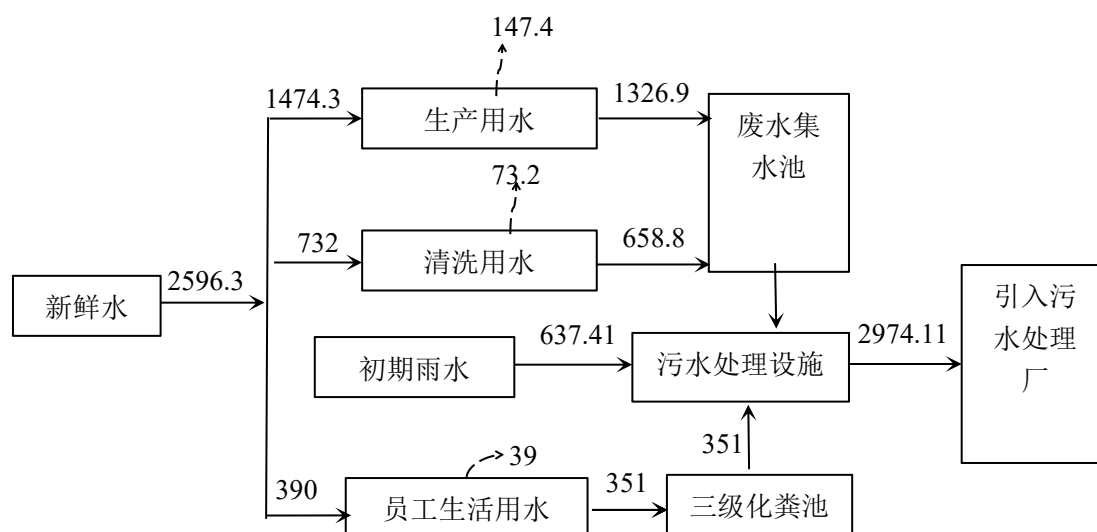 147.4
1474.3
生产用水
1326.9
废水集
水池
73.2
732
清洗用水
658.8
新鲜水
2596.3
引入污
水处理
厂
初期雨水
637.41
污水处理设施
2974.11
351
390
39
员工生活用水
351
三级化粪池